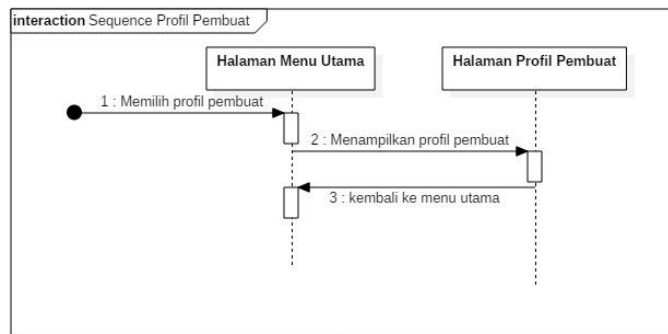 interaction Sequence Profil Pembuat
Halaman Menu Utama
Halaman Profil Pembuat
1 : Memilih profil pembuat
2 : Menampilkan profil pembuat
3 : kembali ke menu utama